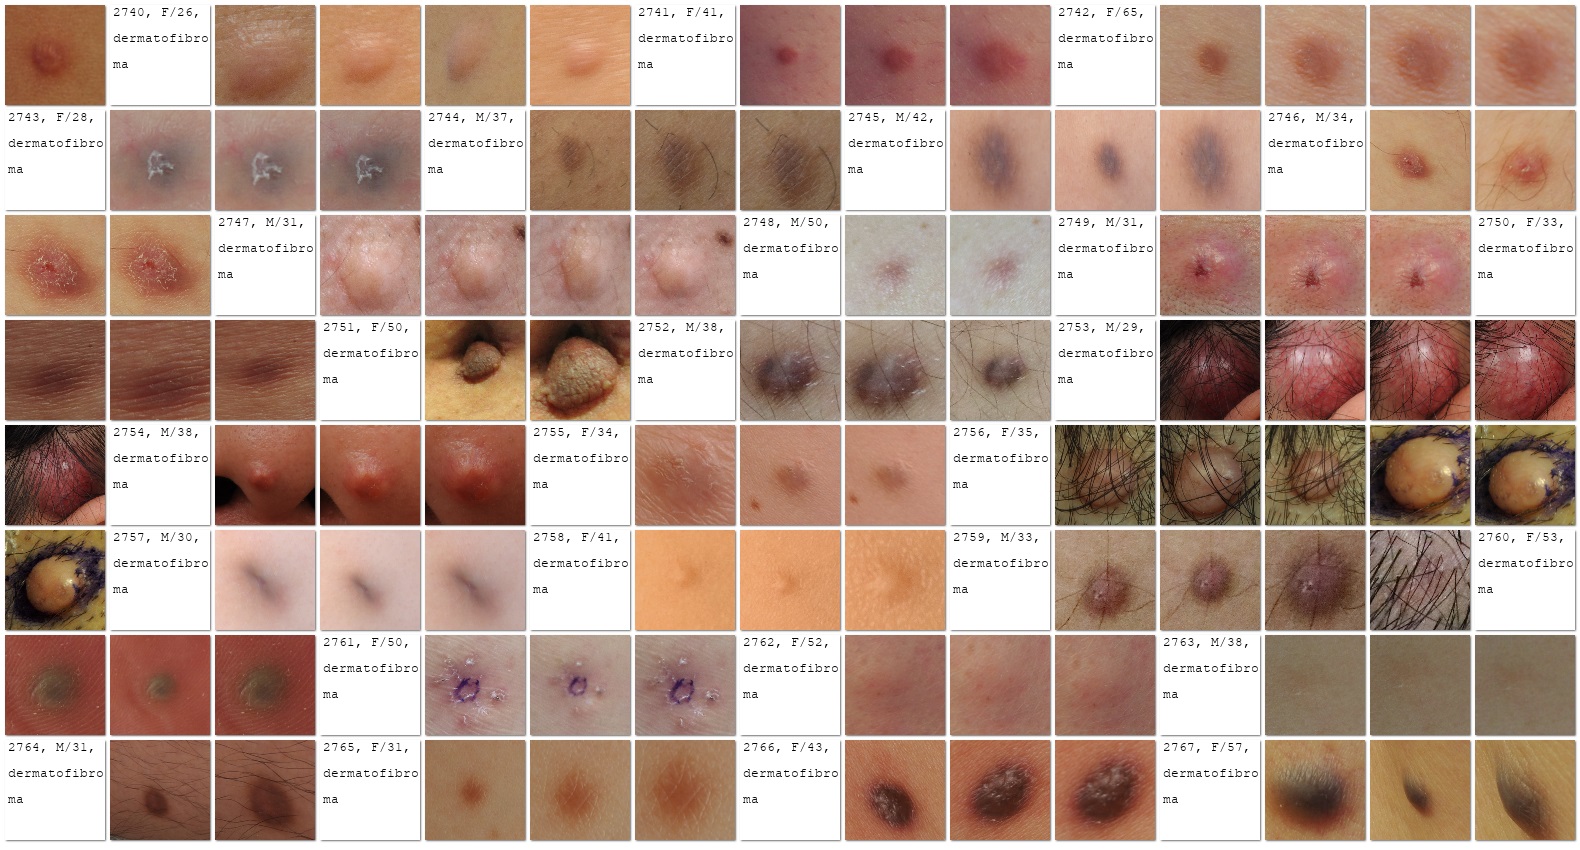 2740, F/26,
dermatofibro
ma
2741, F/41,
dermatofibro
ma
2742, F/65,
dermatofibro
ma
2743, F/28,
dermatofibro
ma
2744, M/37,
dermatofibro
ma
2745, M/42,
dermatofibro
ma
2746, M/34,
dermatofibro
ma
2747, M/31,
dermatofibro
ma
2748, M/50,
dermatofibro
ma
2749, M/31,
dermatofibro
ma
2750, F/33,
dermatofibro
ma
2751, F/50,
dermatofibro
ma
2752, M/38,
dermatofibro
ma
2753, M/29,
dermatofibro
ma
2754, M/38,
dermatofibro
ma
2755, F/34,
dermatofibro
ma
2756, F/35,
dermatofibro
ma
2757, M/30,
dermatofibro
ma
2758, F/41,
dermatofibro
ma
2759, M/33,
dermatofibro
ma
2760, F/53,
dermatofibro
ma
2761, F/50,
dermatofibro
ma
2762, F/52,
dermatofibro
ma
2763, M/38,
dermatofibro
ma
2764, M/31,
dermatofibro
ma
2765, F/31,
dermatofibro
ma
2766, F/43,
dermatofibro
ma
2767, F/57,
dermatofibro
ma